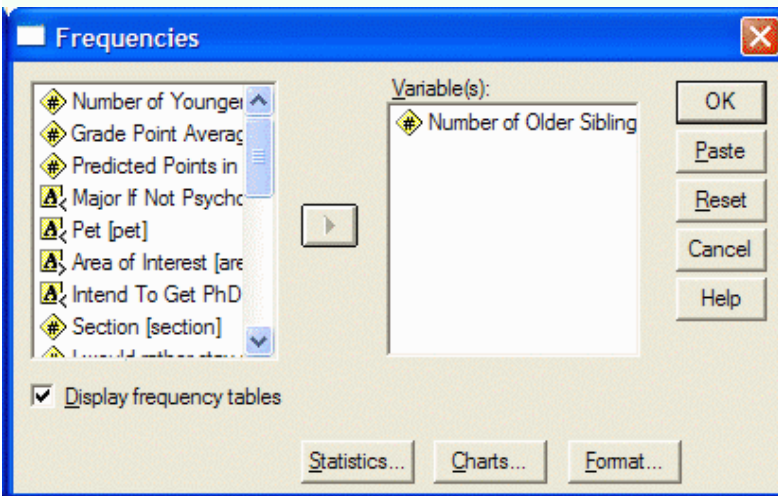 Frequencies
Number of Younger
Grade Point Averag
Predicted Points in
Major If Not Psycho
Pet [pet]
Area of Interest [are
Intend To Get PhD
Section [section]
Variable(s):
Number of Older Sibling
OK
Paste
Reset
Cancel
Help
Display frequency tables
Statistics...
Charts...
Format...